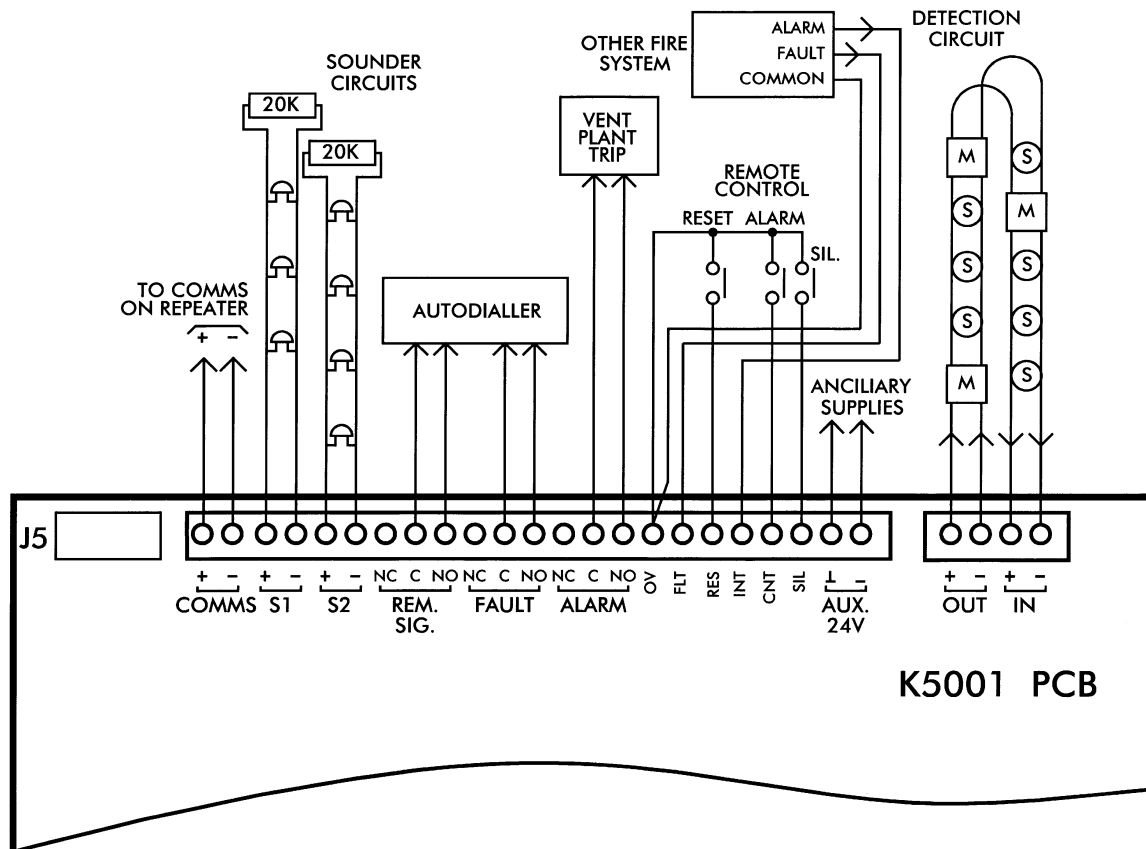 DETECTION
CIRCUIT
ALARM
FAULT
COMMON
OTHER FIRE
SYSTEM
SOUNDER
CIRCUITS
20K
20K
VENT
PLANT
TRIP
REMOTE
CONTROL
RESET ALARM
SIL.
M
S
S
S
M
S
M
S
S
S
TO COMMS
ON REPEATER
+ −
AUTODIALLER
ANCILIARY
SUPPLIES
J5
+ − + − + − NC C NO NC C NO NC C NO OV FLT RES INT CNT SIL + − + − + −
COMMS S1 S2 REM. SIG. FAULT ALARM AUX. 24V OUT IN
K5001 PCB